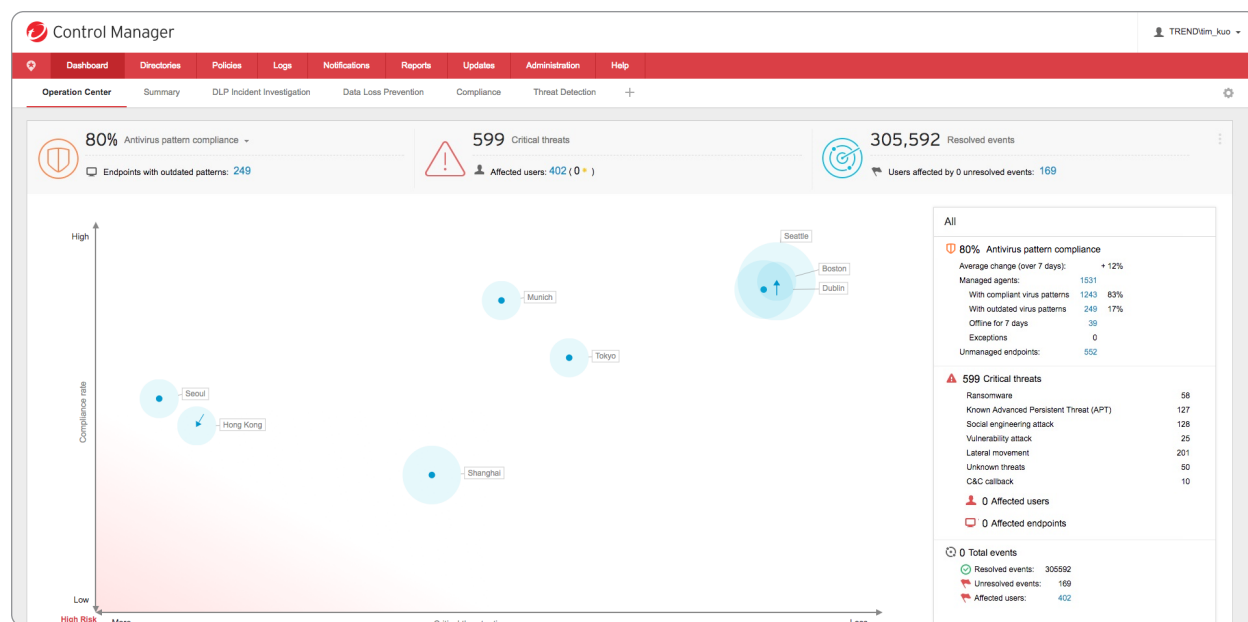 Control Manager
TREND\tim_kuo
Dashboard Directories Policies Logs Notifications Reports Updates Administration Help
Operation Center Summary DLP Incident Investigation Data Loss Prevention Compliance Threat Detection +
80% Antivirus pattern compliance
Endpoints with outdated patterns: 249
599 Critical threats
Affected users: 402 ( 0 )
305,592 Resolved events
Users affected by 0 unresolved events: 169
High
Compliance rate
Low
High Risk
Seattle
Boston
Dublin
Munich
Tokyo
Seoul
Hong Kong
Shanghai
All
80% Antivirus pattern compliance
Average change (over 7 days): + 12%
Managed agents: 1531
With compliant virus patterns 1243 83%
With outdated virus patterns 249 17%
Offline for 7 days 39
Exceptions 0
Unmanaged endpoints: 552
599 Critical threats
Ransomware 58
Known Advanced Persistent Threat (APT) 127
Social engineering attack 128
Vulnerability attack 25
Lateral movement 201
Unknown threats 50
C&C callback 10
0 Affected users
0 Affected endpoints
0 Total events
Resolved events: 305592
Unresolved events: 169
Affected users: 402